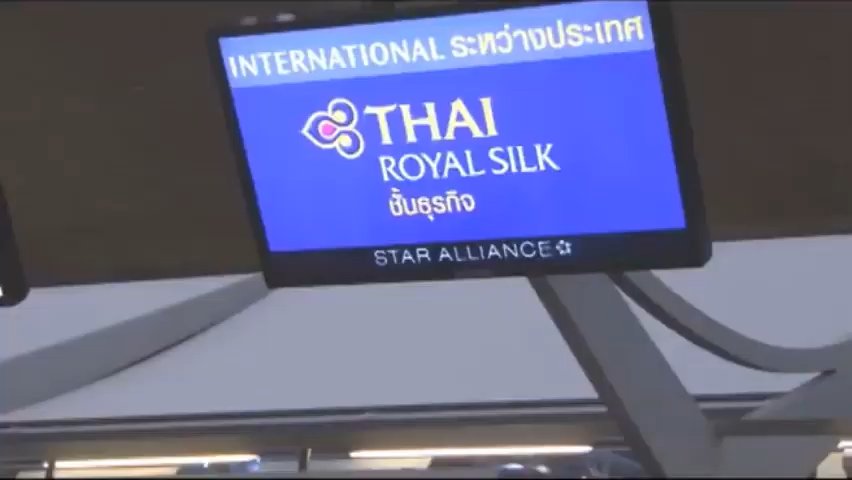 INTERNATIONAL ระหว่างประเทศ
THAI
ROYAL SILK
ชั้นธุรกิจ
STAR ALLIANCE